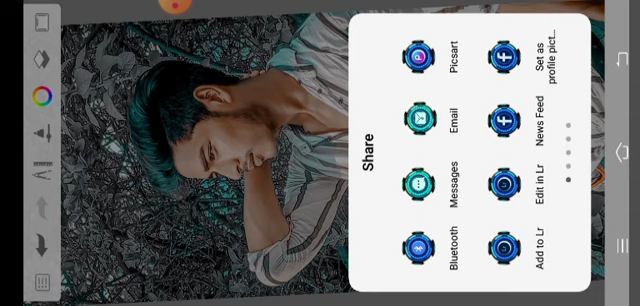 Share
Bluetooth
Messages
Email
Picsart
Add to Lr
Edit in Lr
News Feed
Set as
profile pict...